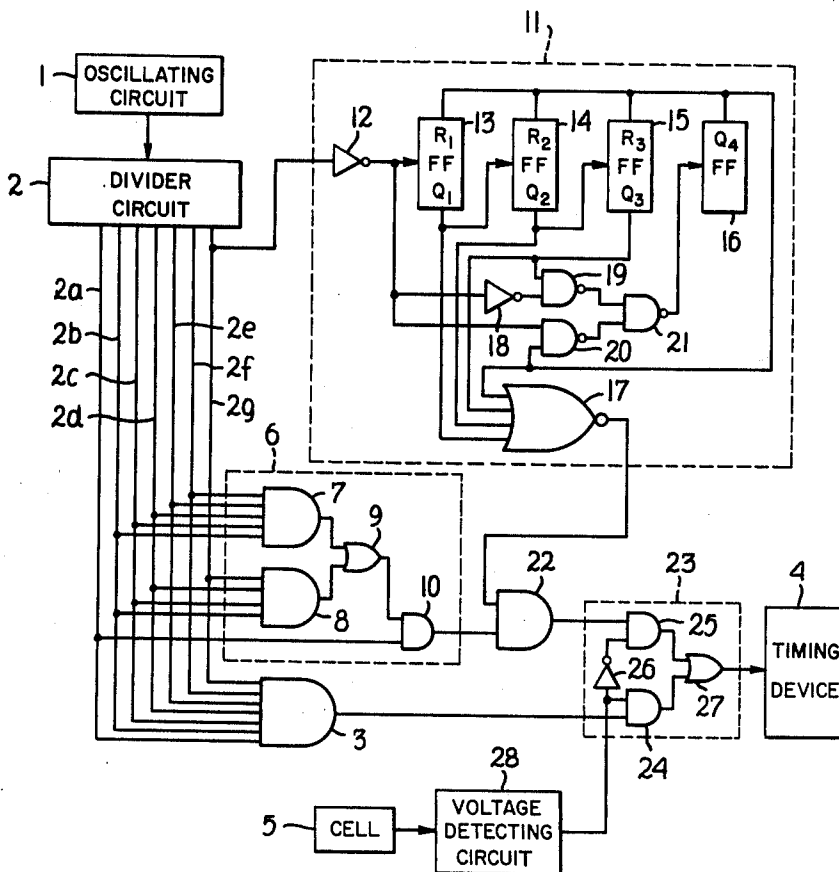 11
1
OSCILLATING
CIRCUIT
2
DIVIDER
CIRCUIT
12
R1
FF
Q1
13
R2
FF
Q2
14
R3
FF
Q3
15
Q4
FF
16
2a
2b
2c
2d
2e
2f
2g
18
19
20
21
17
6
7
8
9
10
22
23
25
26
27
24
4
TIMING
DEVICE
3
28
5
CELL
VOLTAGE
DETECTING
CIRCUIT